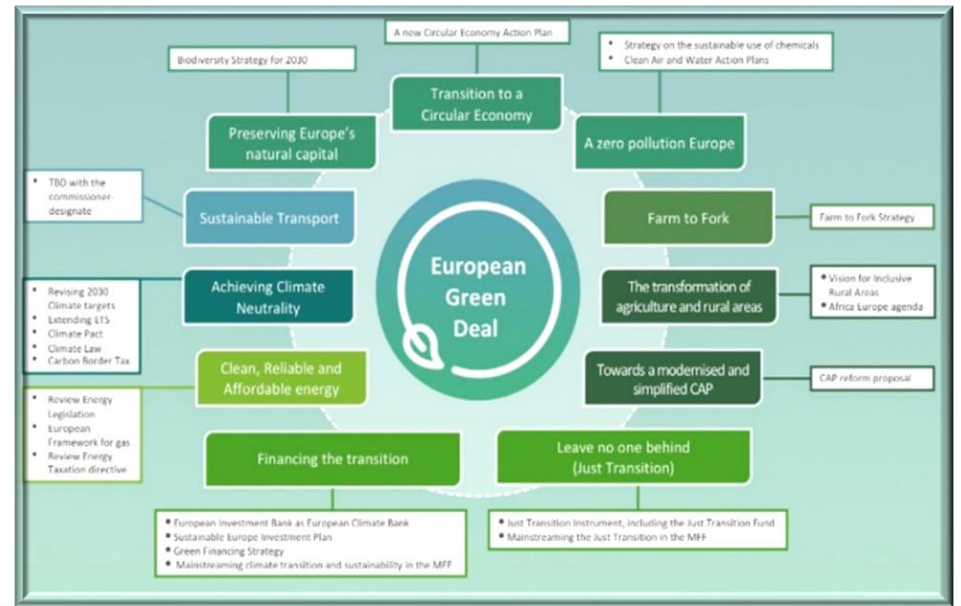 A new Circular Economy Action Plan
Transition to a
Circular Economy
Biodiversity Strategy for 2030
Preserving Europe's
natural capital
• Strategy on the sustainable use of chemicals
• Clean Air and Water Action Plans
A zero pollution Europe
• TBD with the
commissioner-
designate
Sustainable Transport
Farm to Fork
Farm to Fork Strategy
European
Green
Deal
• Revising 2030
Climate targets
• Extending ETS
• Climate Pact
• Climate Law
• Carbon Border Tax
Achieving Climate
Neutrality
The transformation of
agriculture and rural areas
• Vision for Inclusive
Rural Areas
• Africa Europe agenda
Clean, Reliable and
Affordable energy
• Review Energy
Legislation
• European
Framework for gas
• Review Energy
Taxation directive
Towards a modernised and
simplified CAP
CAP reform proposal
Financing the transition
• European Investment Bank as European Climate Bank
• Sustainable Europe Investment Plan
• Green Financing Strategy
• Mainstreaming climate transition and sustainability in the MFF
Leave no one behind
(Just Transition)
• Just Transition Instrument, including the Just Transition Fund
• Mainstreaming the Just Transition in the MFF